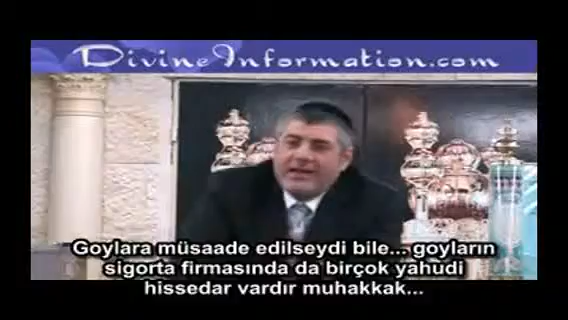 DivineInformation.com
Goylara müsaade edilseydi bile... goyların
sigorta firmasında da birçok yahudi
hissedar vardır muhakkak...